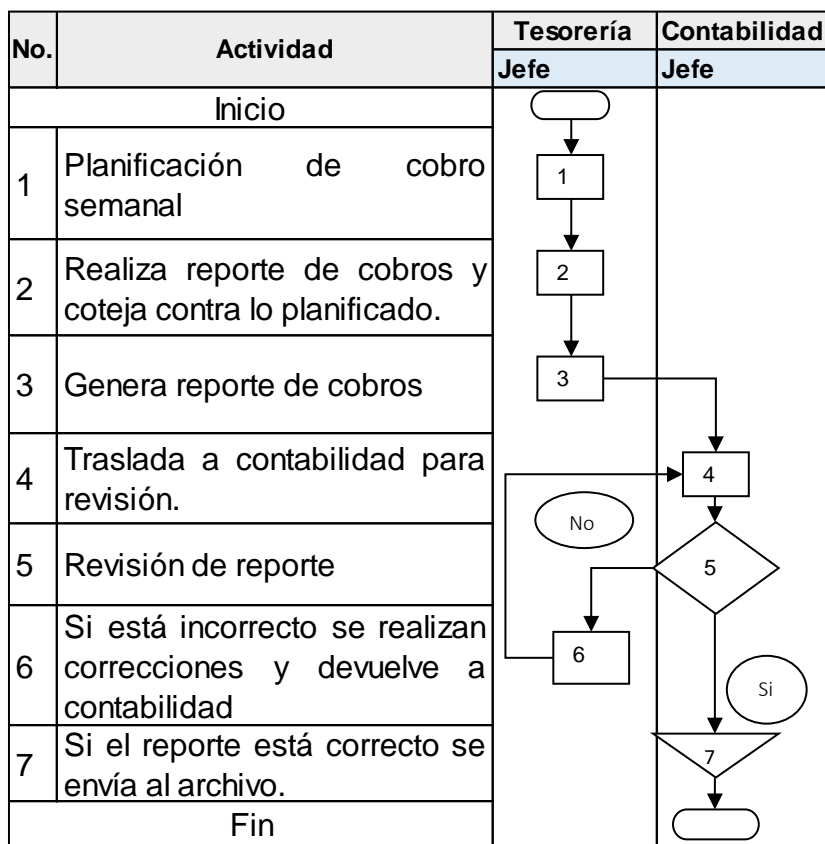 No.
Actividad
Tesorería
Contabilidad
Jefe
Jefe
Inicio
1
Planificación de cobro
semanal
1
2
Realiza reporte de cobros y
coteja contra lo planificado.
2
3
Genera reporte de cobros
3
4
Traslada a contabilidad para
revisión.
4
No
5
Revisión de reporte
5
6
Si está incorrecto se realizan
correcciones y devuelve a
contabilidad
6
Si
7
Si el reporte está correcto se
envía al archivo.
7
Fin